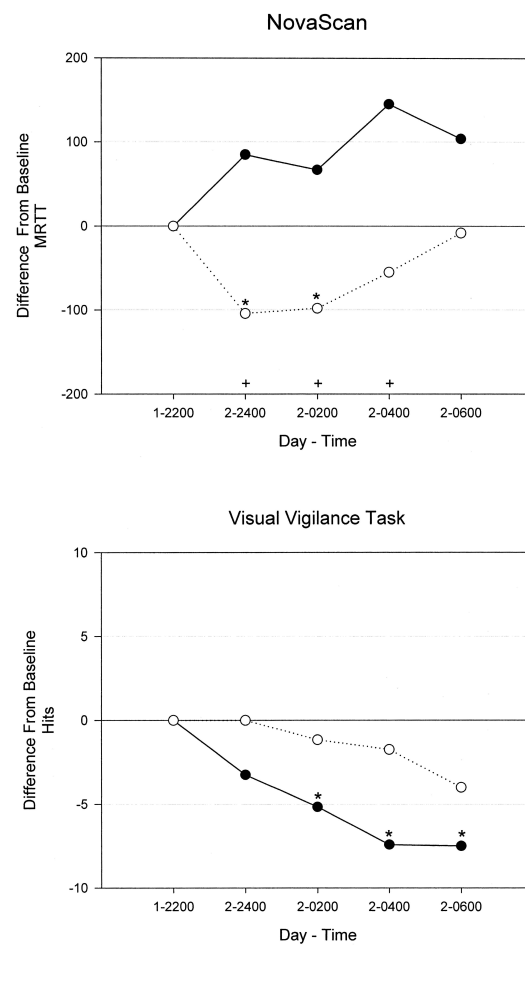 NovaScan
200
100
0
-100
-200
Difference From Baseline
MRTT
* *
+ + +
1-2200 2-2400 2-0200 2-0400 2-0600
Day - Time
Visual Vigilance Task
10
5
0
-5
-10
Difference From Baseline
Hits
* * *
1-2200 2-2400 2-0200 2-0400 2-0600
Day - Time